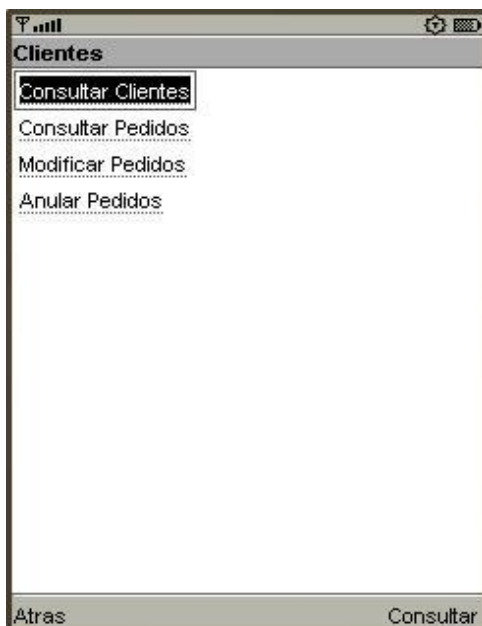 Clientes
Consultar Clientes
Consultar Pedidos
Modificar Pedidos
Anular Pedidos
Atras Consultar